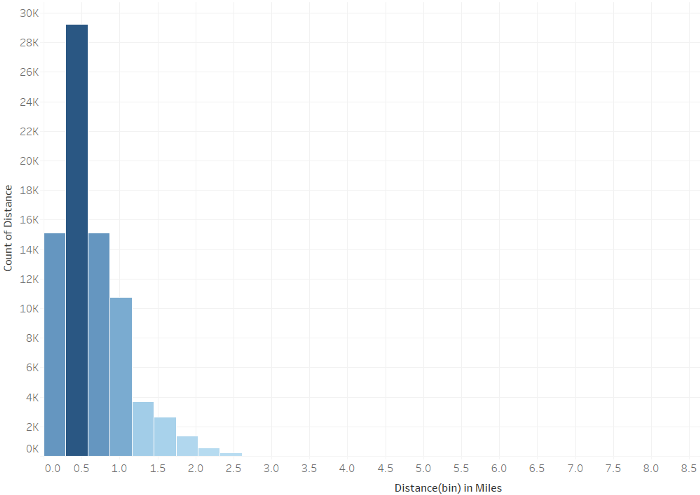 30K
28K
26K
24K
22K
20K
18K
16K
14K
12K
10K
8K
6K
4K
2K
0K
Count of Distance
0.0 0.5 1.0 1.5 2.0 2.5 3.0 3.5 4.0 4.5 5.0 5.5 6.0 6.5 7.0 7.5 8.0 8.5
Distance(bin) in Miles